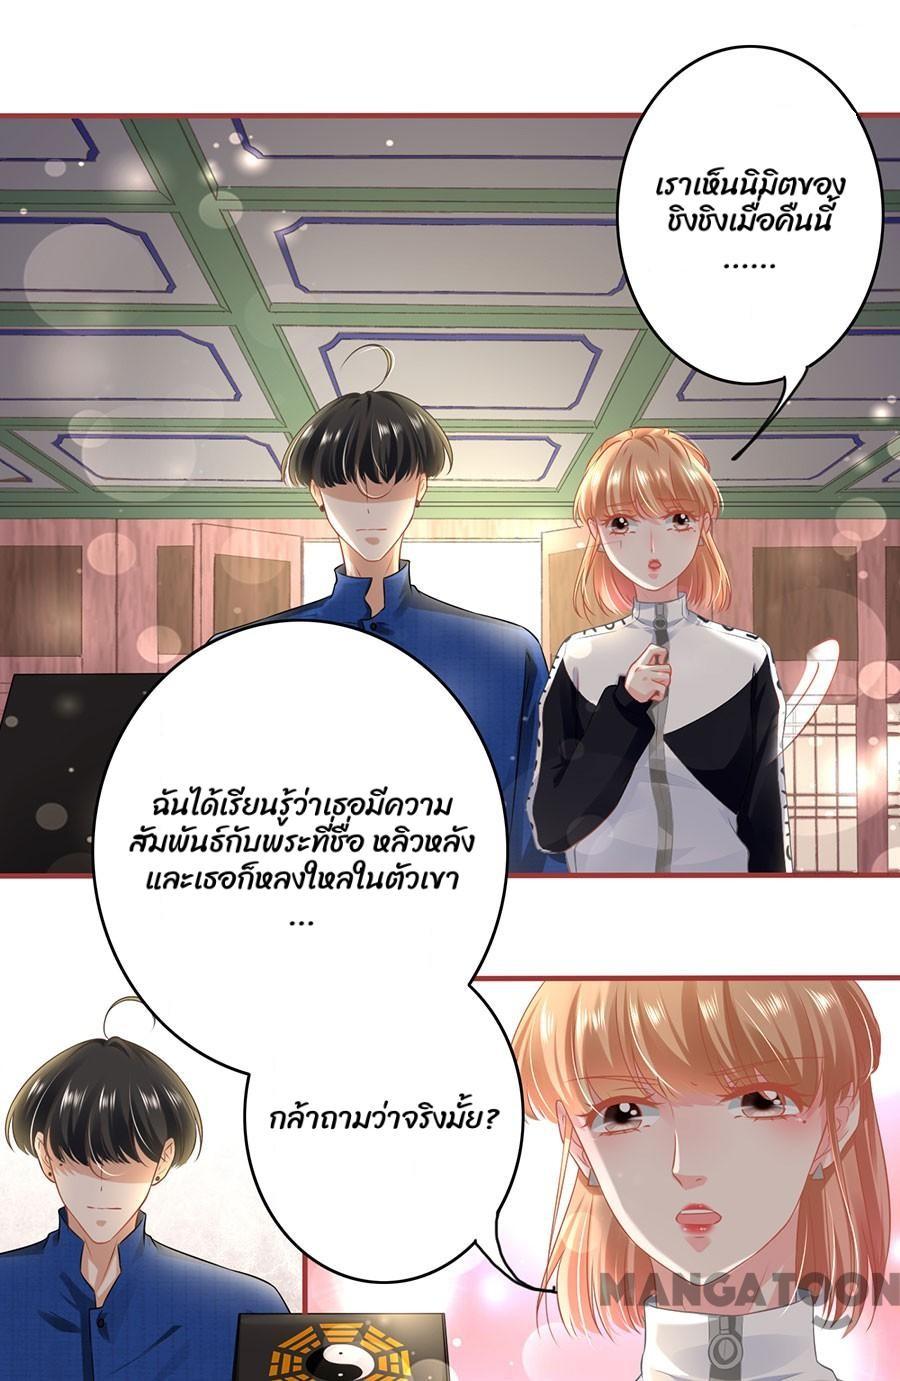 เราเห็นนิมิตของ
ชิงชิงเมื่อคืนนี้
......
ฉันได้เรียนรู้ว่าเธอมีความ
สัมพันธ์กับพระที่ชื่อ หลิวหลัง
และเธอก็หลงใหลในตัวเขา
...
กล้าถามว่าจริงมั้ย?
MANGATOON